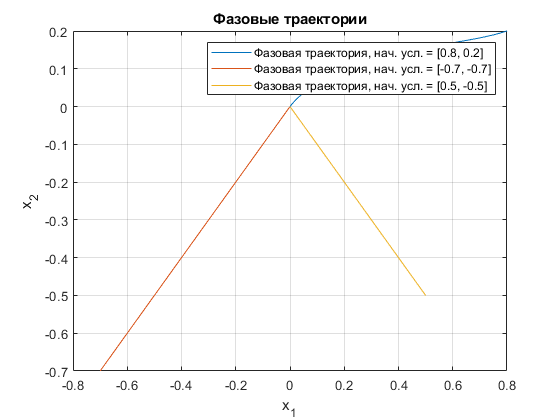 Фазовые траектории
Фазовая траектория, нач. усл. = [0.8, 0.2]
Фазовая траектория, нач. усл. = [-0.7, -0.7]
Фазовая траектория, нач. усл. = [0.5, -0.5]
0.2
0.1
0
-0.1
-0.2
-0.3
-0.4
-0.5
-0.6
-0.7
x2
-0.8 -0.6 -0.4 -0.2 0 0.2 0.4 0.6 0.8
x1